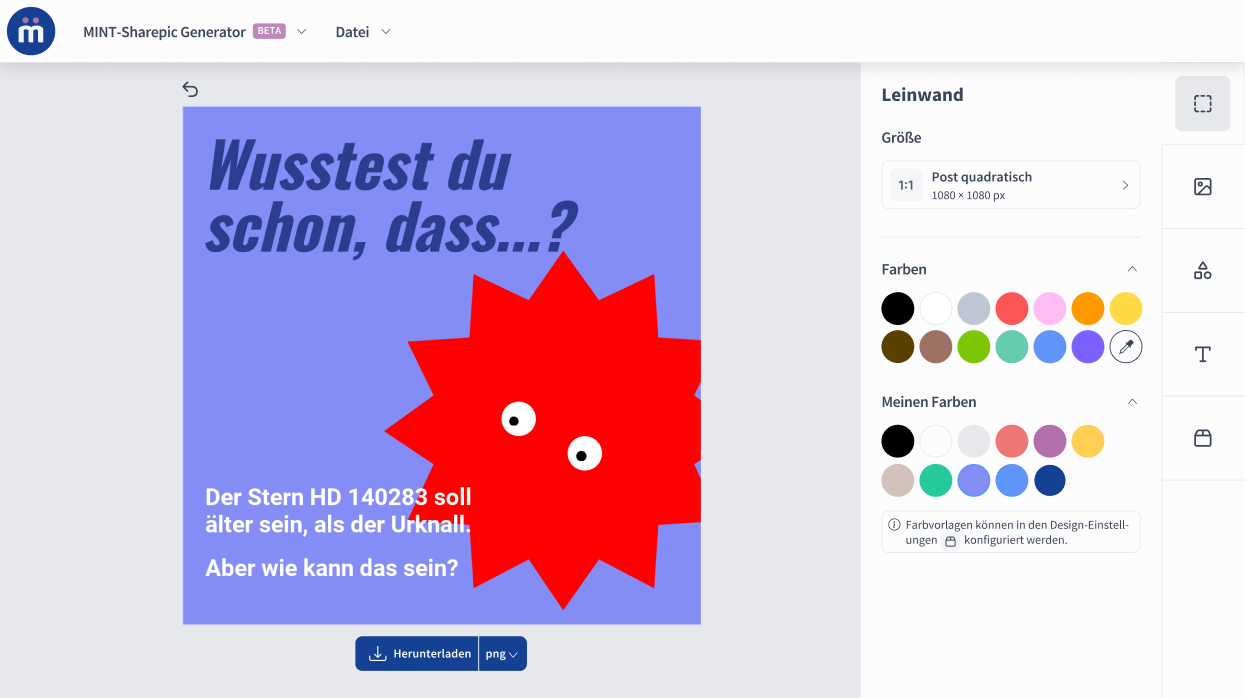 m
MINT-Sharepic Generator BETA
Datei
Wusstest du
schon, dass...?
Der Stern HD 140283 soll
älter sein, als der Urknall.
Aber wie kann das sein?
Herunterladen
png
Leinwand
Größe
1:1
Post quadratisch
1080 × 1080 px
Farben
Meinen Farben
Farbvorlagen können in den Design-Einstell-
ungen konfiguriert werden.
T